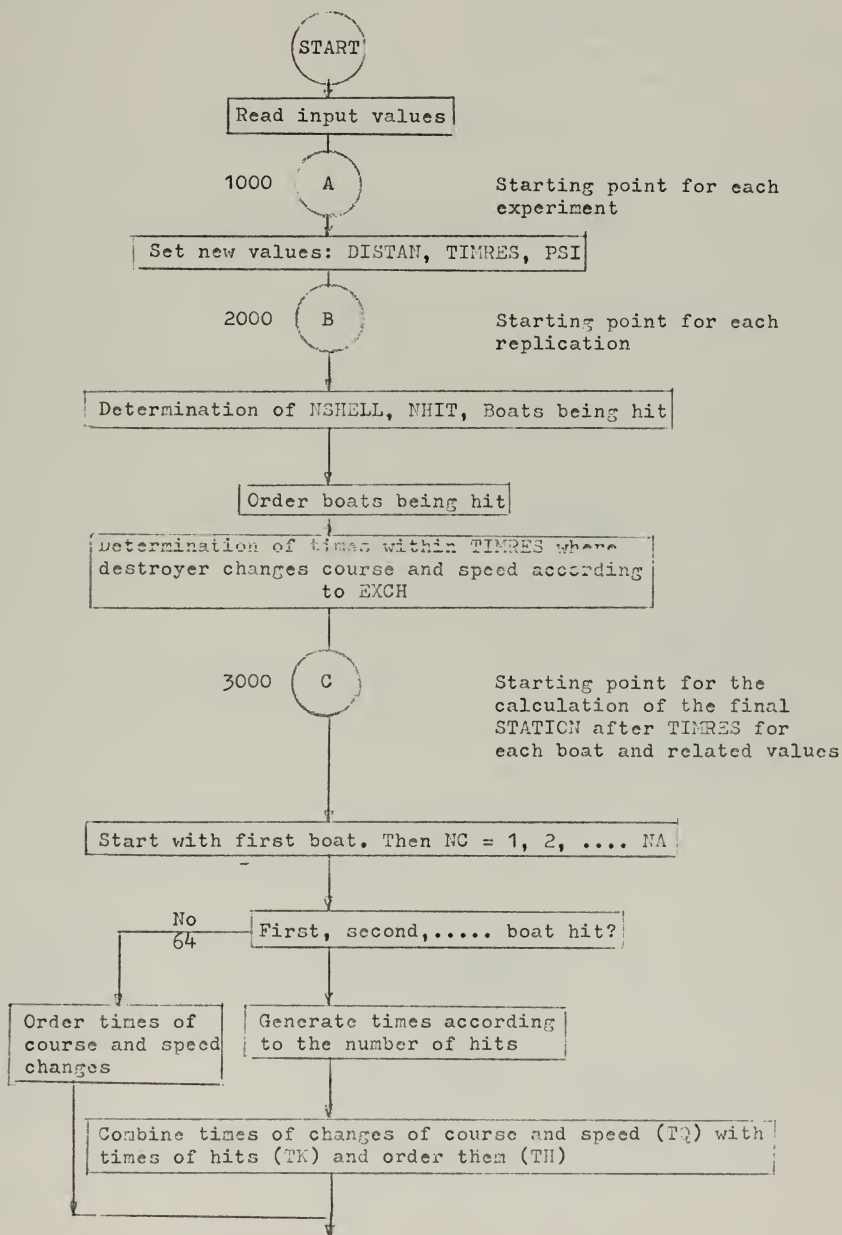 START
Read input values
1000 A Starting point for each
experiment
Set new values: DISTAN, TIMRES, PSI
2000 B Starting point for each
replication
Determination of NSHELL, NHIT, Boats being hit
Order boats being hit
Determination of times within TIMRES where
destroyer changes course and speed according
to EXCH
3000 C Starting point for the
calculation of the final
STATION after TIMRES for
each boat and related values
Start with first boat. Then NC = 1, 2, .... NA
No
64
First, second,..... boat hit?
Order times of
course and speed
changes
Generate times according
to the number of hits
Combine times of changes of course and speed (TQ) with
times of hits (TK) and order them (TH)